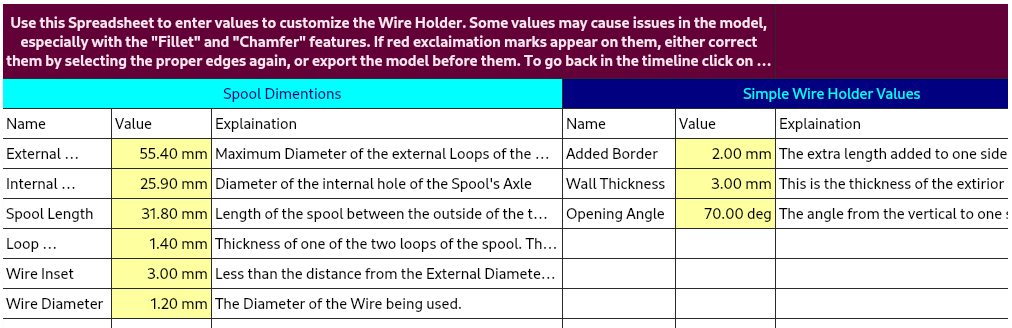 Use this Spreadsheet to enter values to customize the Wire Holder. Some values may cause issues in the model,
especially with the "Fillet" and "Chamfer" features. If red exclaimation marks appear on them, either correct
them by selecting the proper edges again, or export the model before them. To go back in the timeline click on ...
Spool Dimentions Simple Wire Holder Values
Name Value Explaination Name Value Explaination
External ... 55.40 mm Maximum Diameter of the external Loops of the ... Added Border 2.00 mm The extra length added to one side
Internal ... 25.90 mm Diameter of the internal hole of the Spool's Axle Wall Thickness 3.00 mm This is the thickness of the extirior
Spool Length 31.80 mm Length of the spool between the outside of the t... Opening Angle 70.00 deg The angle from the vertical to one s
Loop ... 1.40 mm Thickness of one of the two loops of the spool. Th...
Wire Inset 3.00 mm Less than the distance from the External Diamete...
Wire Diameter 1.20 mm The Diameter of the Wire being used.